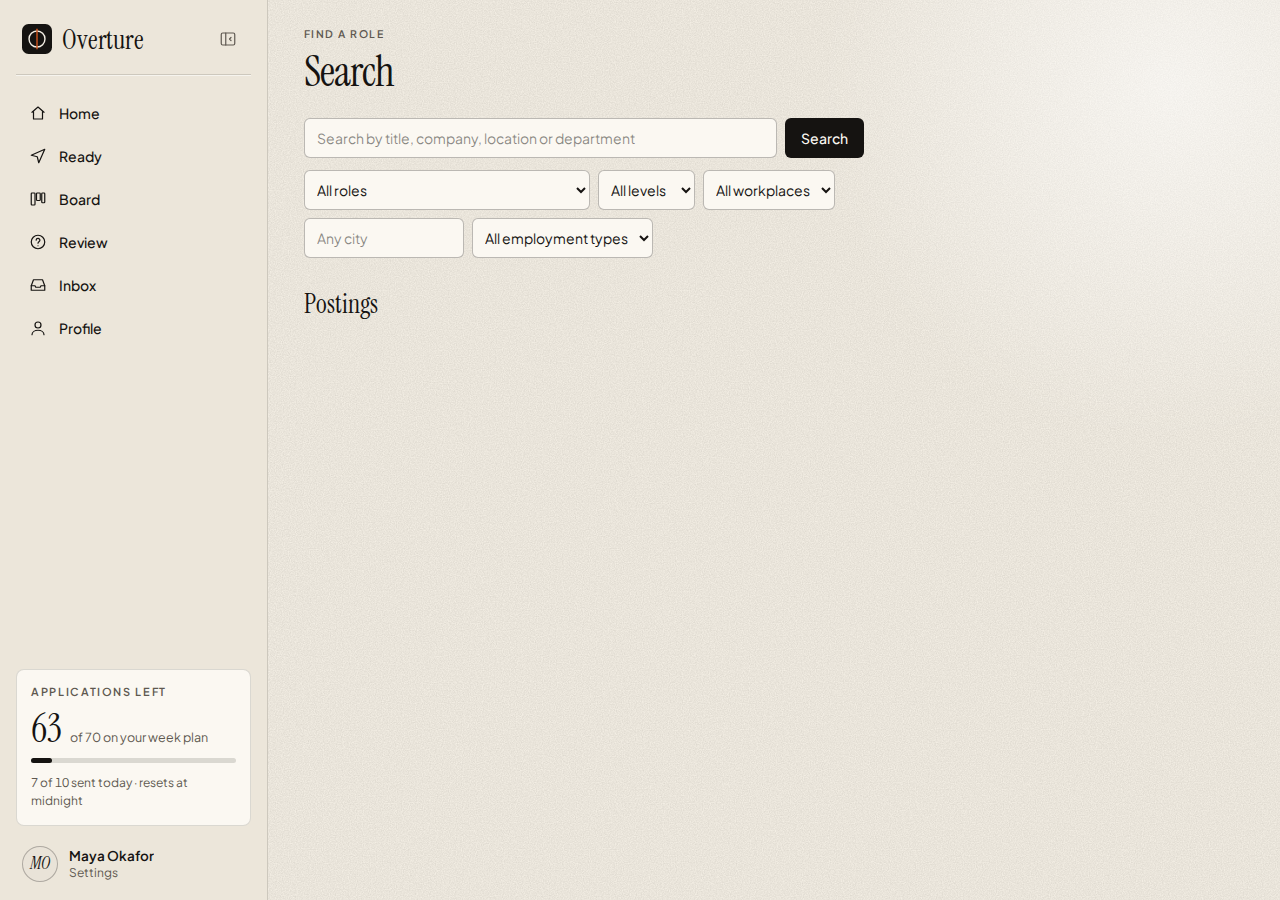 Overture
Home
Ready
Board
Review
Inbox
Profile
APPLICATIONS LEFT
63 of 70 on your week plan
7 of 10 sent today · resets at
midnight
MO
Maya Okafor
Settings
FIND A ROLE
Search
Search by title, company, location or department
Search
All roles
All levels
All workplaces
Any city
All employment types
Postings